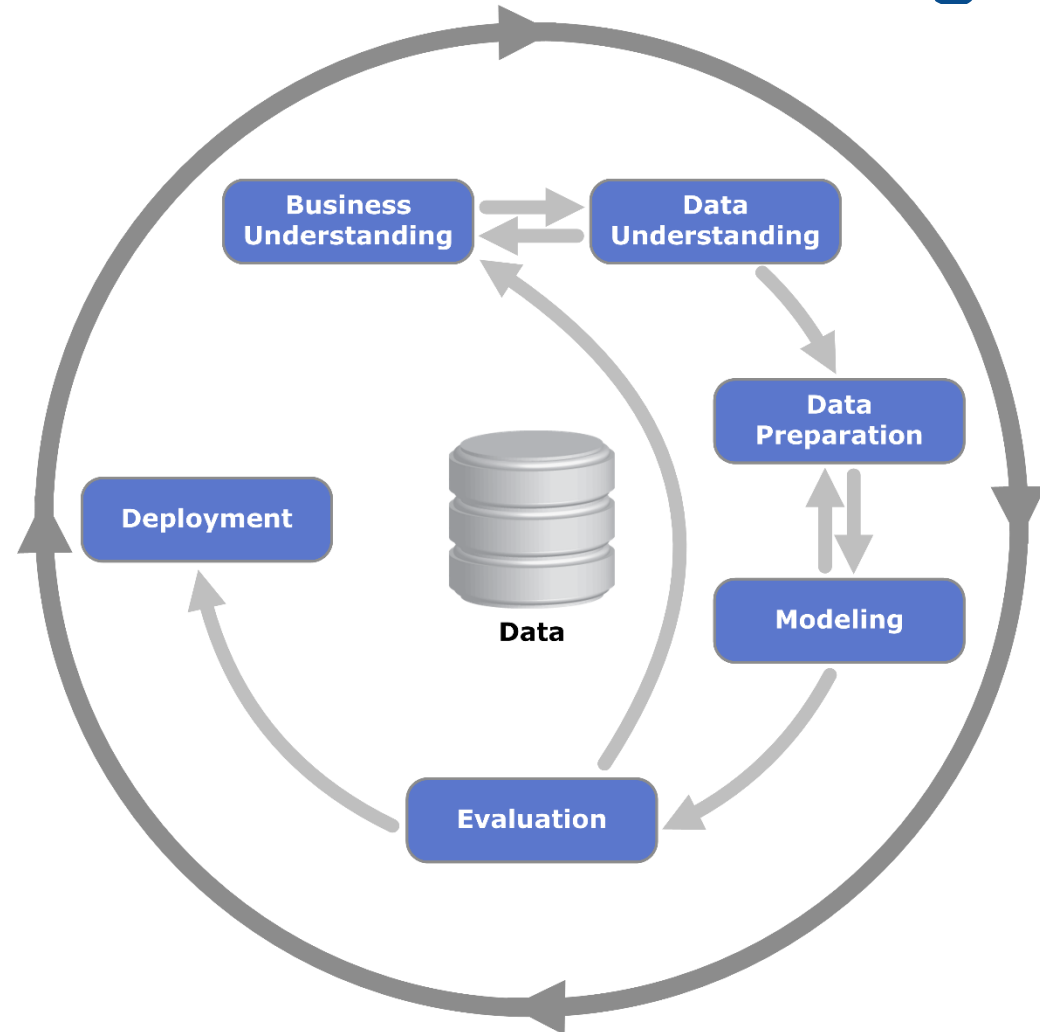 Business
Understanding
Data
Understanding
Data
Preparation
Deployment
Data
Modeling
Evaluation